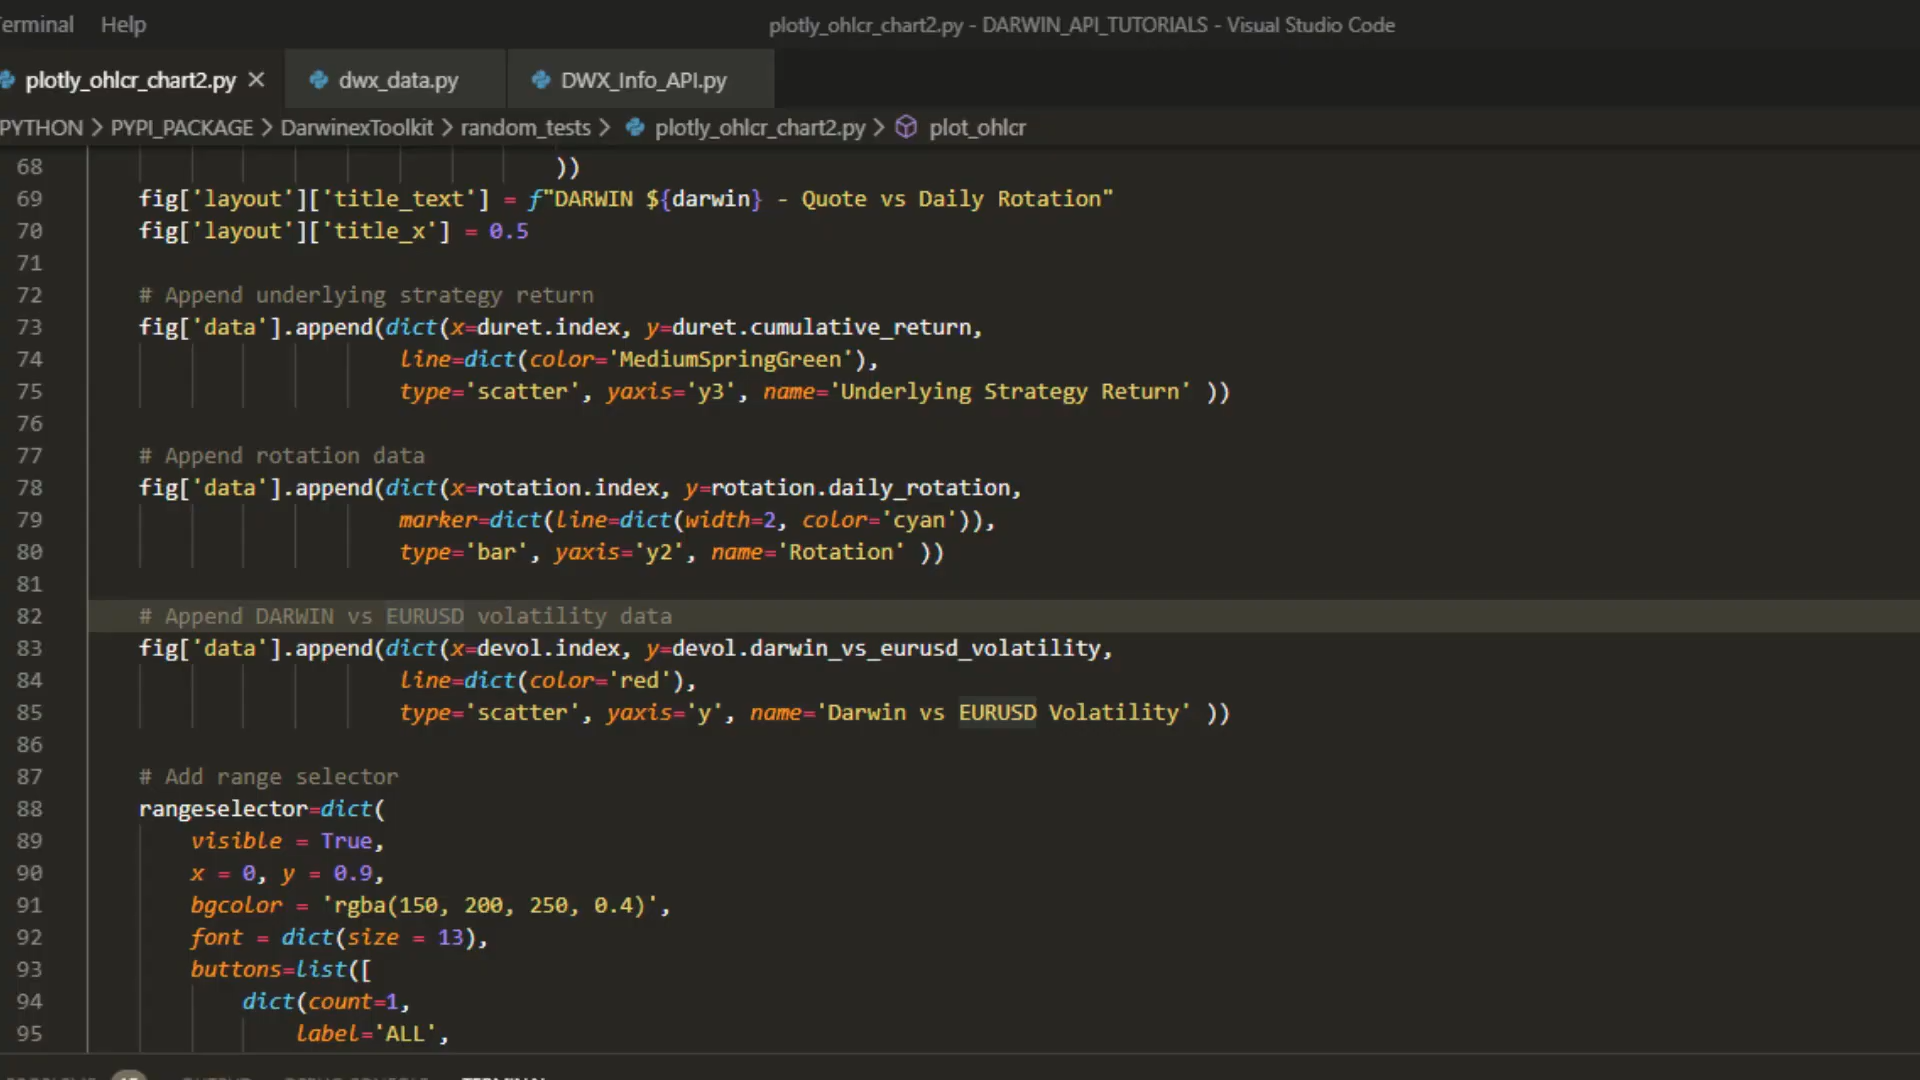 Terminal Help plotly_ohlcr_chart2.py - DARWIN_API_TUTORIALS - Visual Studio Code
plotly_ohlcr_chart2.py × dwx_data.py DWX_Info_API.py
PYTHON > PYPI_PACKAGE > DarwinexToolkit > random_tests > plotly_ohlcr_chart2.py > plot_ohlcr
68 ))
69 fig['layout']['title_text'] = f"DARWIN ${darwin} - Quote vs Daily Rotation"
70 fig['layout']['title_x'] = 0.5
71
72 # Append underlying strategy return
73 fig['data'].append(dict(x=duret.index, y=duret.cumulative_return,
74 line=dict(color='MediumSpringGreen'),
75 type='scatter', yaxis='y3', name='Underlying Strategy Return' ))
76
77 # Append rotation data
78 fig['data'].append(dict(x=rotation.index, y=rotation.daily_rotation,
79 marker=dict(line=dict(width=2, color='cyan')),
80 type='bar', yaxis='y2', name='Rotation' ))
81
82 # Append DARWIN vs EURUSD volatility data
83 fig['data'].append(dict(x=devol.index, y=devol.darwin_vs_eurusd_volatility,
84 line=dict(color='red'),
85 type='scatter', yaxis='y', name='Darwin vs EURUSD Volatility' ))
86
87 # Add range selector
88 rangeselector=dict(
89 visible = True,
90 x = 0, y = 0.9,
91 bgcolor = 'rgba(150, 200, 250, 0.4)',
92 font = dict(size = 13),
93 buttons=list([
94 dict(count=1,
95 label='ALL',